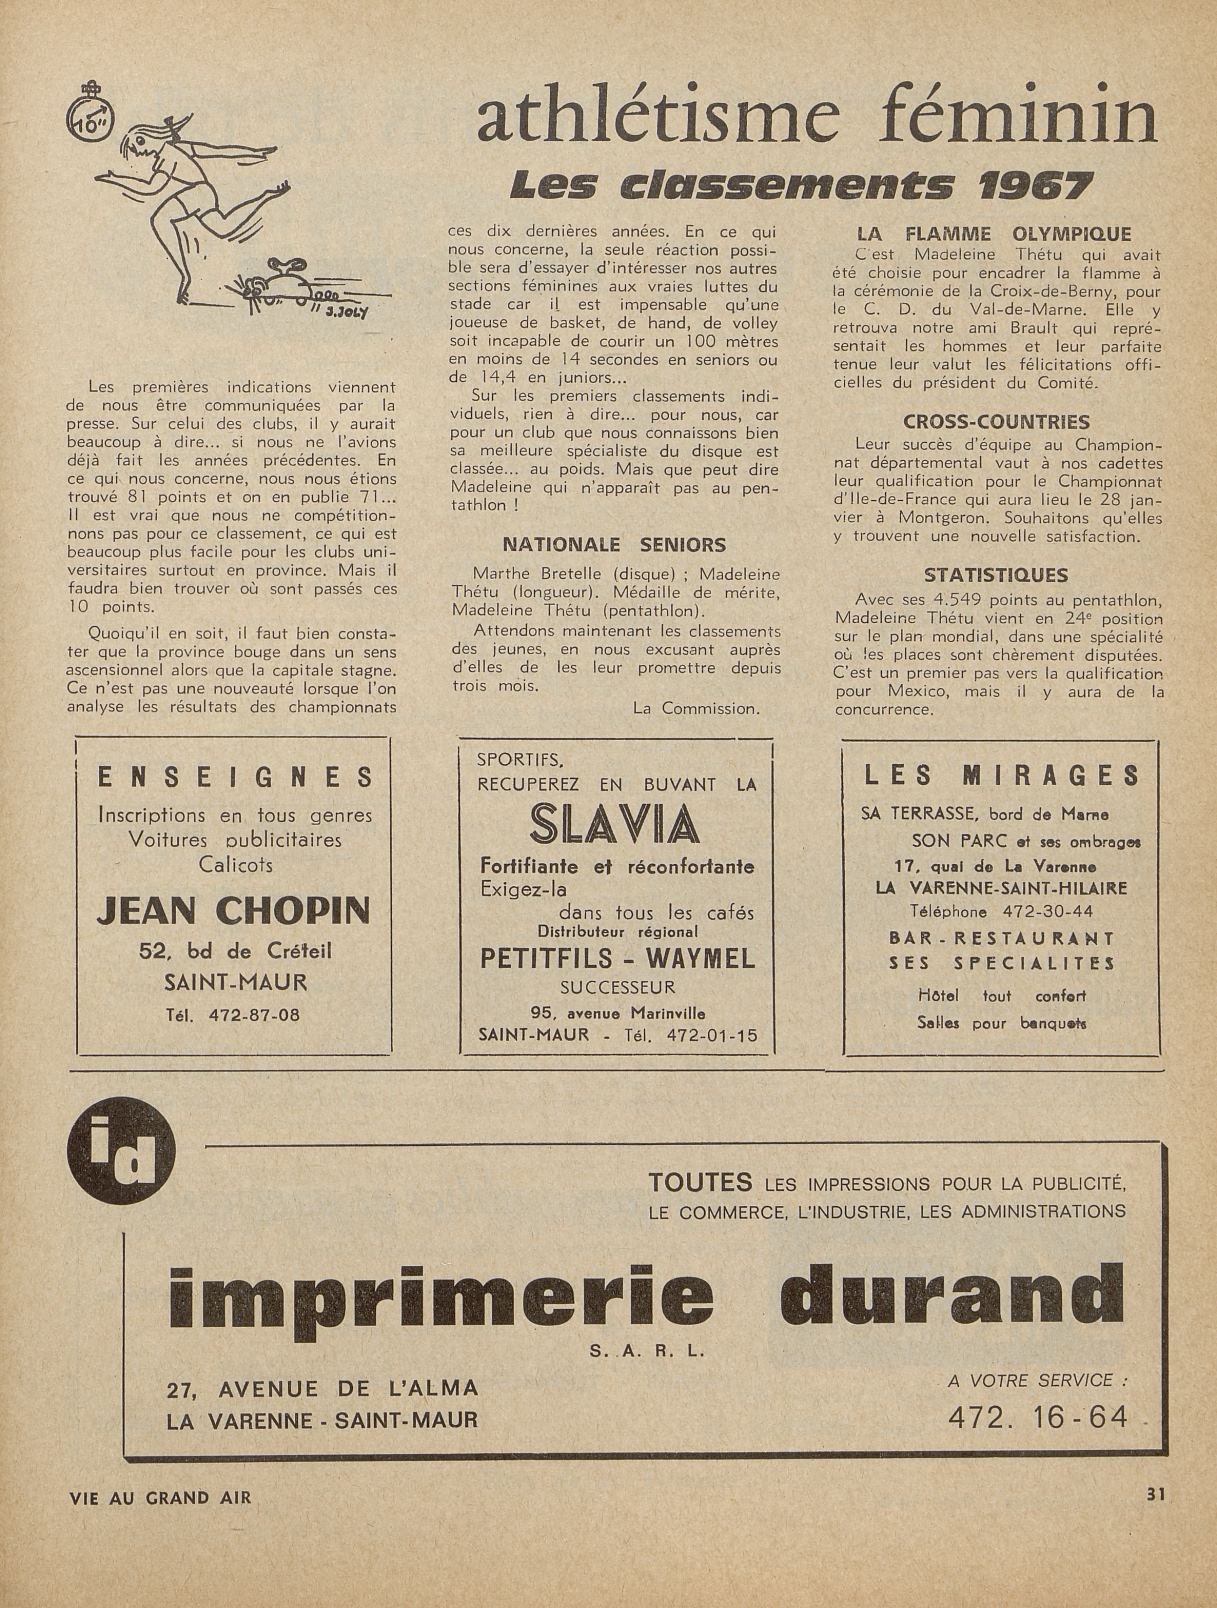 10"
J. JOLY
athlétisme féminin
Les classements 1967
Les premières indications viennent
de nous être communiquées par la
presse. Sur celui des clubs, il y aurait
beaucoup à dire... si nous ne l'avions
déjà fait les années précédentes. En
ce qui nous concerne, nous nous étions
trouvé 81 points et on en publie 71...
Il est vrai que nous ne compétition-
nons pas pour ce classement, ce qui est
beaucoup plus facile pour les clubs uni-
versitaires surtout en province. Mais il
faudra bien trouver où sont passés ces
10 points.
Quoiqu'il en soit, il faut bien consta-
ter que la province bouge dans un sens
ascensionnel alors que la capitale stagne.
Ce n'est pas une nouveauté lorsque l'on
analyse les résultats des championnats
ces dix dernières années. En ce qui
nous concerne, la seule réaction possi-
ble sera d'essayer d'intéresser nos autres
sections féminines aux vraies luttes du
stade car il est impensable qu'une
joueuse de basket, de hand, de volley
soit incapable de courir un 100 mètres
en moins de 14 secondes en seniors ou
de 14,4 en juniors...
Sur les premiers classements indi-
viduels, rien à dire... pour nous, car
pour un club que nous connaissons bien
sa meilleure spécialiste du disque est
classée... au poids. Mais que peut dire
Madeleine qui n'apparaît pas au pen-
tathlon !
NATIONALE SENIORS
Marthe Bretelle (disque) ; Madeleine
Thétu (longueur). Médaille de mérite,
Madeleine Thétu (pentathlon).
Attendons maintenant les classements
des jeunes, en nous excusant auprès
d'elles de les leur promettre depuis
trois mois.
La Commission.
LA FLAMME OLYMPIQUE
C'est Madeleine Thétu qui avait
été choisie pour encadrer la flamme à
la cérémonie de la Croix-de-Berny, pour
le C. D. du Val-de-Marne. Elle y
retrouva notre ami Brault qui repré-
sentait les hommes et leur parfaite
tenue leur valut les félicitations offi-
cielles du président du Comité.
CROSS-COUNTRIES
Leur succès d'équipe au Champion-
nat départemental vaut à nos cadettes
leur qualification pour le Championnat
d'Ile-de-France qui aura lieu le 28 jan-
vier à Montgeron. Souhaitons qu'elles
y trouvent une nouvelle satisfaction.
STATISTIQUES
Avec ses 4.549 points au pentathlon,
Madeleine Thétu vient en 24e position
sur le plan mondial, dans une spécialité
où les places sont chèrement disputées.
C'est un premier pas vers la qualification
pour Mexico, mais il y aura de la
concurrence.
ENSEIGNES
Inscriptions en tous genres
Voitures publicitaires
Calicots
JEAN CHOPIN
52, bd de Créteil
SAINT-MAUR
Tél. 472-87-08
SPORTIFS,
RECUPEREZ EN BUVANT LA
SLAVIA
Fortifiante et réconfortante
Exigez-la
dans tous les cafés
Distributeur régional
PETITFILS - WAYMEL
SUCCESSEUR
95, avenue Marinville
SAINT-MAUR - Tél. 472-01-15
LES MIRAGES
SA TERRASSE, bord de Marne
SON PARC et ses ombrages
17, quai de La Varenne
LA VARENNE-SAINT-HILAIRE
Téléphone 472-30-44
BAR - RESTAURANT
SES SPECIALITES
Hôtel tout confort
Salles pour banquets
id
TOUTES LES IMPRESSIONS POUR LA PUBLICITÉ,
LE COMMERCE, L'INDUSTRIE, LES ADMINISTRATIONS
imprimerie durand
S. A. R. L.
27, AVENUE DE L'ALMA
LA VARENNE - SAINT-MAUR
A VOTRE SERVICE :
472. 16-64
VIE AU GRAND AIR
31